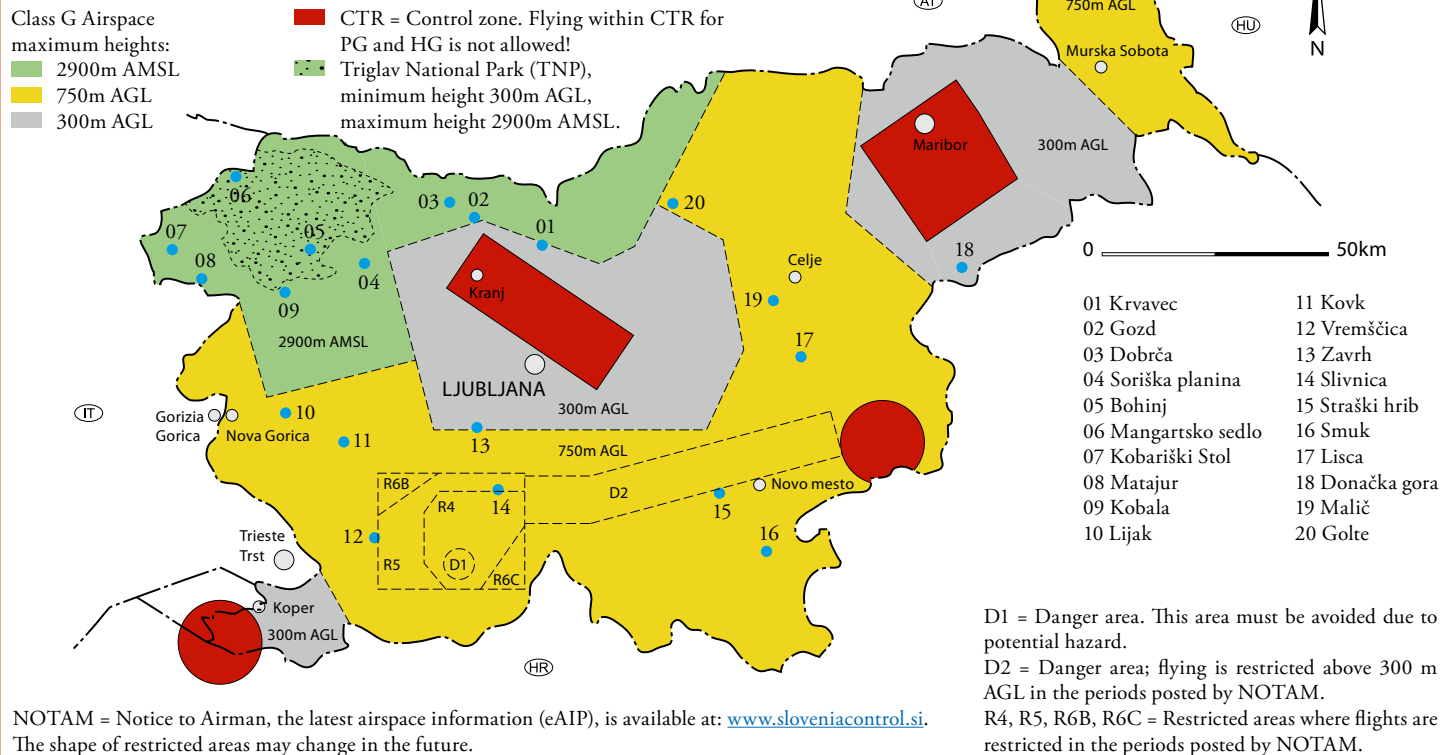 Class G Airspace
maximum heights:
2900m AMSL
750m AGL
300m AGL
CTR = Control zone. Flying within CTR for
PG and HG is not allowed!
Triglav National Park (TNP),
minimum height 300m AGL,
maximum height 2900m AMSL.
AT
750m AGL
HU
N
Murska Sobota
Maribor
300m AGL
06
03
02
20
01
07
05
08
04
18
0
50km
Celje
Kranj
09
19
2900m AMSL
17
LJUBLJANA
300m AGL
IT
Gorizia
Gorica
Nova Gorica
10
11
13
750m AGL
R6B
R4
14
D2
Novo mesto
15
12
Trieste
Trst
R5
D1
R6C
16
Koper
300m AGL
HR
01 Krvavec
02 Gozd
03 Dobrča
04 Soriška planina
05 Bohinj
06 Mangartsko sedlo
07 Kobariški Stol
08 Matajur
09 Kobala
10 Lijak
11 Kovk
12 Vremščica
13 Zavrh
14 Slivnica
15 Straški hrib
16 Smuk
17 Lisca
18 Donačka gora
19 Malič
20 Golte
D1 = Danger area. This area must be avoided due to
potential hazard.
D2 = Danger area; flying is restricted above 300 m
AGL in the periods posted by NOTAM.
R4, R5, R6B, R6C = Restricted areas where flights are
restricted in the periods posted by NOTAM.
NOTAM = Notice to Airman, the latest airspace information (eAIP), is available at: www.sloveniacontrol.si.
The shape of restricted areas may change in the future.